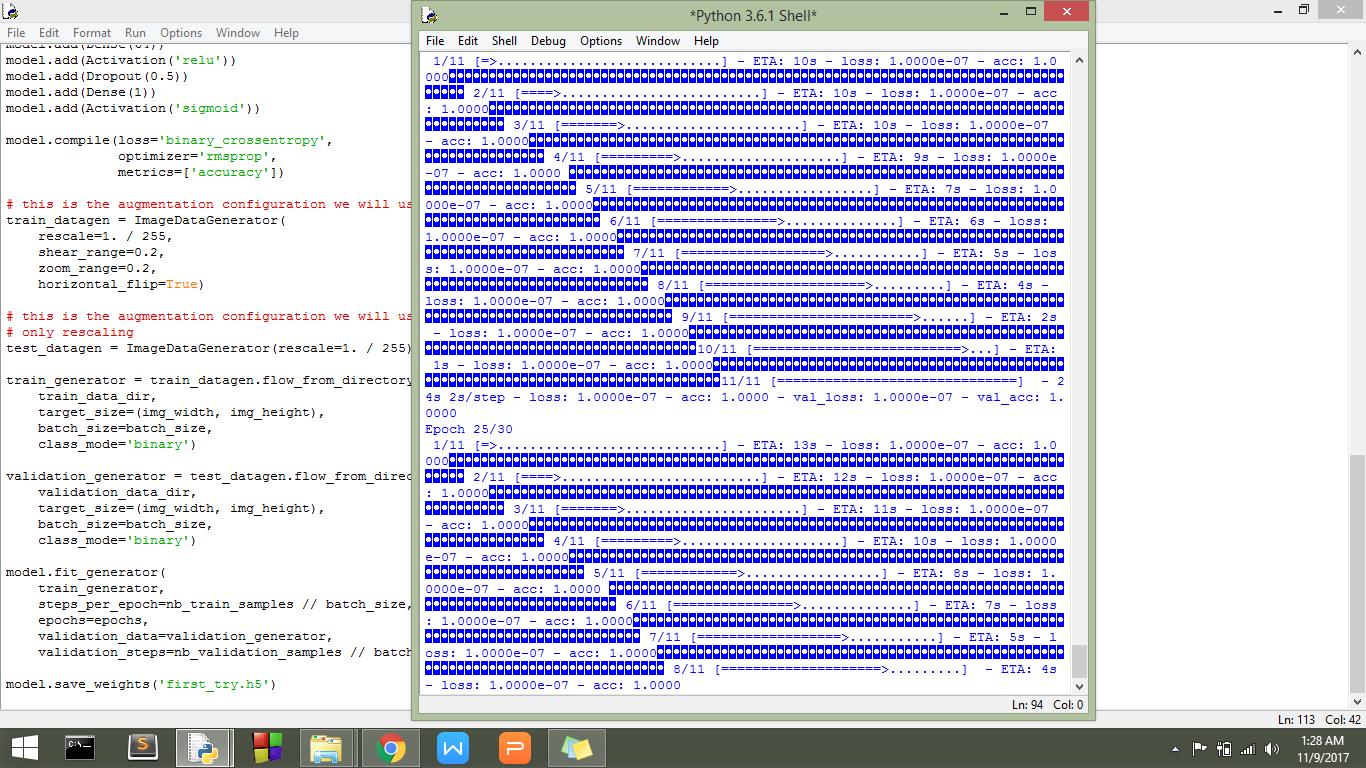 File Edit Format Run Options Window Help
model.add(Activation('relu'))
model.add(Dropout(0.5))
model.add(Dense(1))
model.add(Activation('sigmoid'))
model.compile(loss='binary_crossentropy',
optimizer='rmsprop',
metrics=['accuracy'])
# this is the augmentation configuration we will us
train_datagen = ImageDataGenerator(
rescale=1. / 255,
shear_range=0.2,
zoom_range=0.2,
horizontal_flip=True)
# this is the augmentation configuration we will us
# only rescaling
test_datagen = ImageDataGenerator(rescale=1. / 255)
train_generator = train_datagen.flow_from_directory
train_data_dir,
target_size=(img_width, img_height),
batch_size=batch_size,
class_mode='binary')
validation_generator = test_datagen.flow_from_direc
validation_data_dir,
target_size=(img_width, img_height),
batch_size=batch_size,
class_mode='binary')
model.fit_generator(
train_generator,
steps_per_epoch=nb_train_samples // batch_size,
epochs=epochs,
validation_data=validation_generator,
validation_steps=nb_validation_samples // batch
model.save_weights('first_try.h5')
*Python 3.6.1 Shell*
File Edit Shell Debug Options Window Help
1/11 [=>............................] - ETA: 10s - loss: 1.0000e-07 - acc: 1.0
000
2/11 [====>.........................] - ETA: 10s - loss: 1.0000e-07 - acc
: 1.0000
3/11 [=======>......................] - ETA: 10s - loss: 1.0000e-07
- acc: 1.0000
4/11 [=========>....................] - ETA: 9s - loss: 1.0000e
-07 - acc: 1.0000
5/11 [============>.................] - ETA: 7s - loss: 1.0
000e-07 - acc: 1.0000
6/11 [===============>..............] - ETA: 6s - loss:
1.0000e-07 - acc: 1.0000
7/11 [==================>...........] - ETA: 5s - los
s: 1.0000e-07 - acc: 1.0000
8/11 [====================>.........] - ETA: 4s -
loss: 1.0000e-07 - acc: 1.0000
9/11 [=======================>......] - ETA: 2s
- loss: 1.0000e-07 - acc: 1.0000
10/11 [==========================>...] - ETA:
1s - loss: 1.0000e-07 - acc: 1.0000
11/11 [==============================] - 2
4s 2s/step - loss: 1.0000e-07 - acc: 1.0000 - val_loss: 1.0000e-07 - val_acc: 1.
0000
Epoch 25/30
1/11 [=>............................] - ETA: 13s - loss: 1.0000e-07 - acc: 1.0
000
2/11 [====>.........................] - ETA: 12s - loss: 1.0000e-07 - acc
: 1.0000
3/11 [=======>......................] - ETA: 11s - loss: 1.0000e-07
- acc: 1.0000
4/11 [=========>....................] - ETA: 10s - loss: 1.0000
e-07 - acc: 1.0000
5/11 [============>.................] - ETA: 8s - loss: 1.
0000e-07 - acc: 1.0000
6/11 [===============>..............] - ETA: 7s - loss
: 1.0000e-07 - acc: 1.0000
7/11 [==================>...........] - ETA: 5s - l
oss: 1.0000e-07 - acc: 1.0000
8/11 [====================>.........] - ETA: 4s
- loss: 1.0000e-07 - acc: 1.0000
Ln: 94 Col: 0
Ln: 113 Col: 42
1:28 AM
11/9/2017